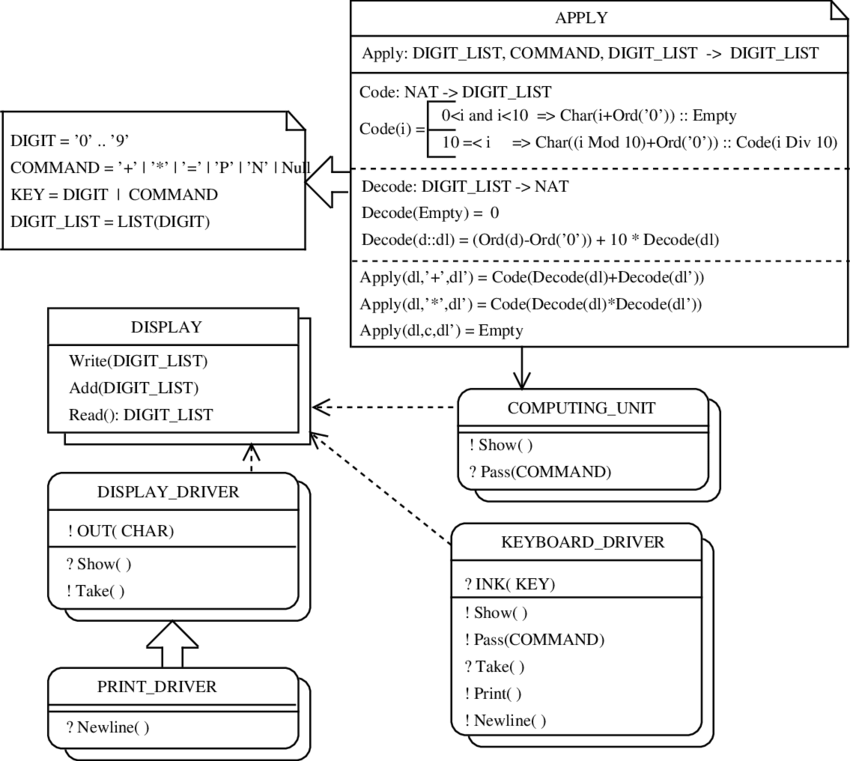 APPLY
Apply: DIGIT_LIST, COMMAND, DIGIT_LIST -> DIGIT_LIST
Code: NAT -> DIGIT_LIST
Code(i) =
0<i and i<10 => Char(i+Ord('0')) :: Empty
10 =< i => Char((i Mod 10)+Ord('0')) :: Code(i Div 10)
Decode: DIGIT_LIST -> NAT
Decode(Empty) = 0
Decode(d::dl) = (Ord(d)-Ord('0')) + 10 * Decode(dl)
Apply(dl,'+',dl') = Code(Decode(dl)+Decode(dl'))
Apply(dl,'*',dl') = Code(Decode(dl)*Decode(dl'))
Apply(dl,c,dl') = Empty
DIGIT = '0' .. '9'
COMMAND = '+' | '*' | '=' | 'P' | 'N' | Null
KEY = DIGIT | COMMAND
DIGIT_LIST = LIST(DIGIT)
DISPLAY
Write(DIGIT_LIST)
Add(DIGIT_LIST)
Read(): DIGIT_LIST
COMPUTING_UNIT
! Show( )
? Pass(COMMAND)
DISPLAY_DRIVER
! OUT( CHAR)
? Show( )
! Take( )
KEYBOARD_DRIVER
? INK( KEY)
! Show( )
! Pass(COMMAND)
? Take( )
! Print( )
! Newline( )
PRINT_DRIVER
? Newline( )